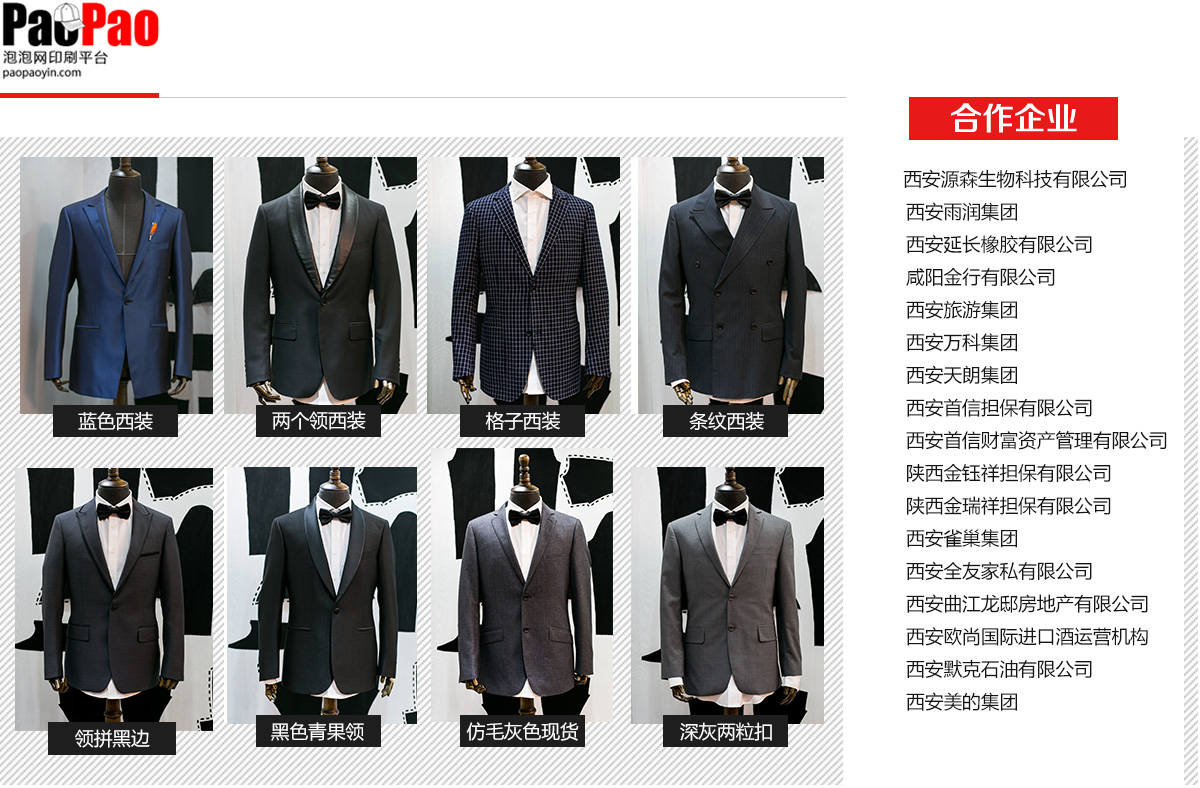 PaoPao
泡泡网印刷平台
paopaoyin.com
合作企业
蓝色西装
两个领西装
格子西装
条纹西装
领拼黑边
黑色青果领
仿毛灰色现货
深灰两粒扣
西安源森生物科技有限公司
西安雨润集团
西安延长橡胶有限公司
咸阳金行有限公司
西安旅游集团
西安万科集团
西安天朗集团
西安首信担保有限公司
西安首信财富资产管理有限公司
陕西金钰祥担保有限公司
陕西金瑞祥担保有限公司
西安雀巢集团
西安全友家私有限公司
西安曲江龙邸房地产有限公司
西安欧尚国际进口酒运营机构
西安默克石油有限公司
西安美的集团